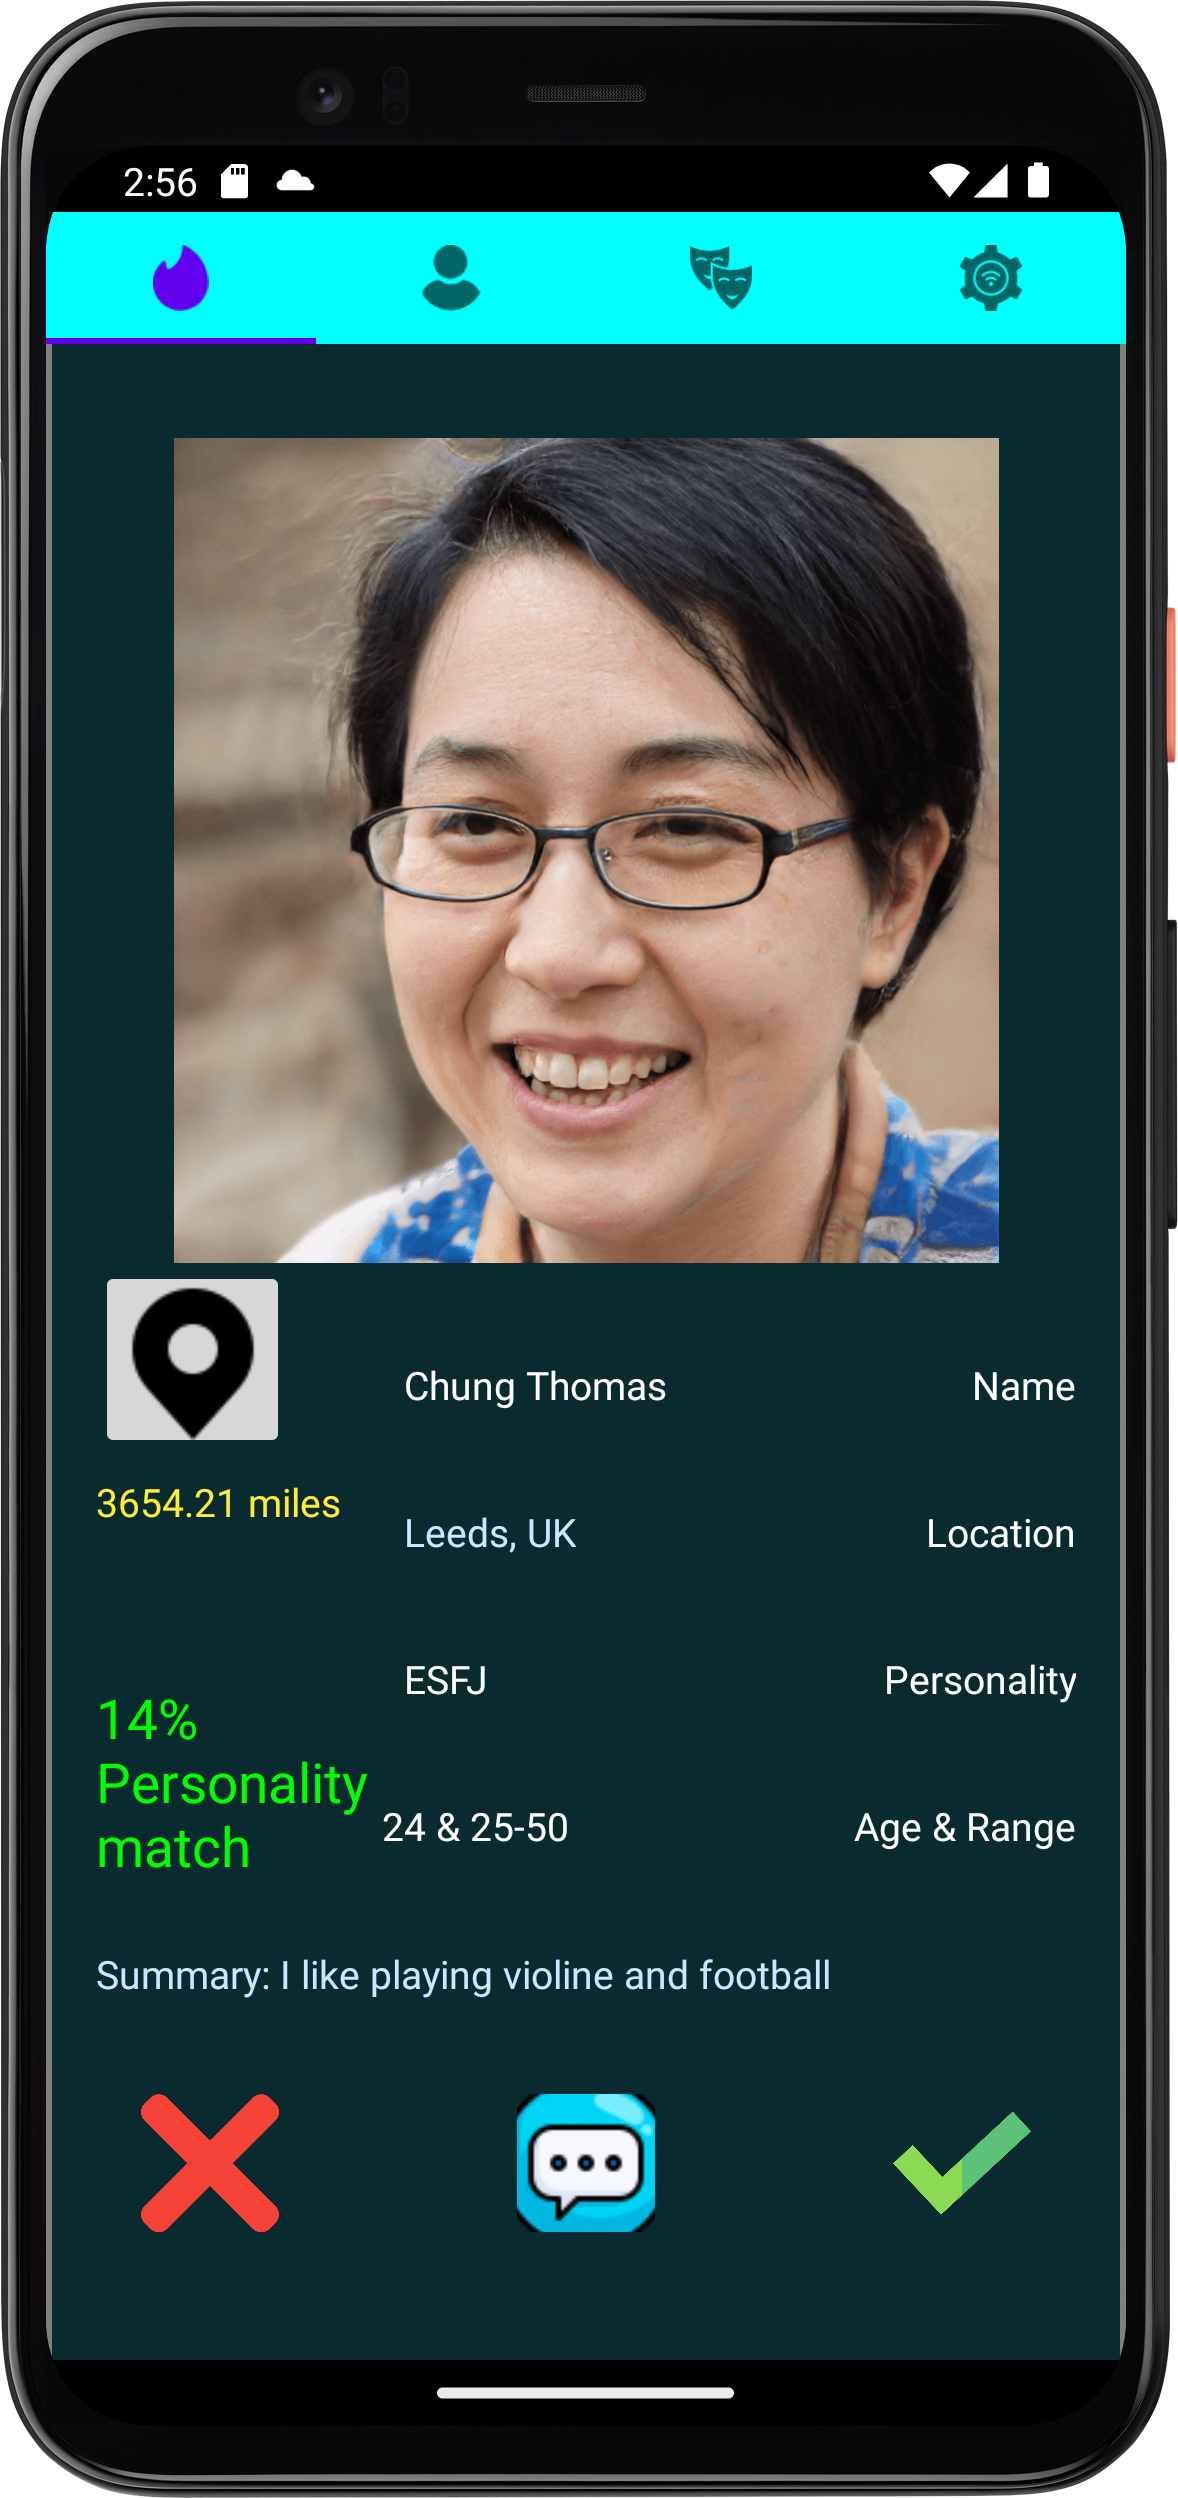 2:56
Chung Thomas Name
3654.21 miles
Leeds, UK Location
ESFJ Personality
14%
Personality
match
24 & 25-50 Age & Range
Summary: I like playing violine and football